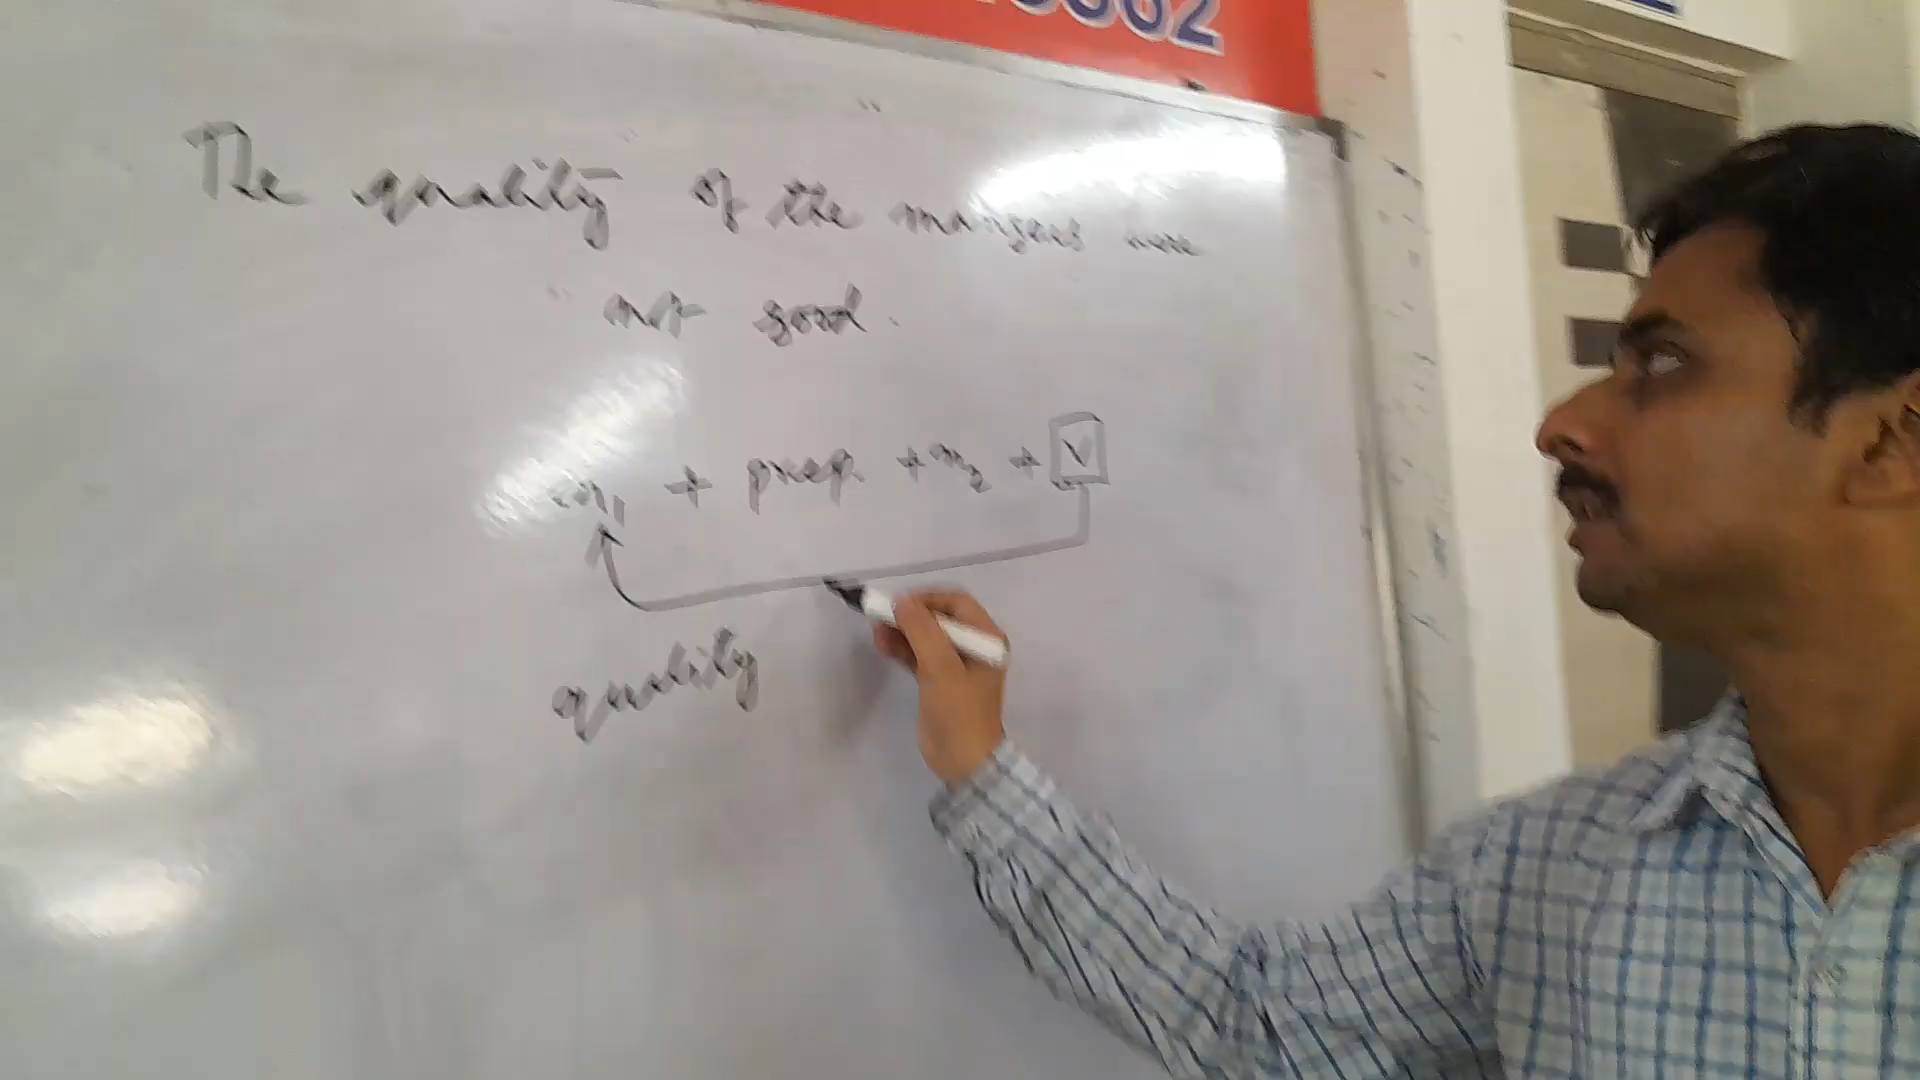 The quality of the mangoes were
not good.
n₁ + prep. + n₂ + V
quality